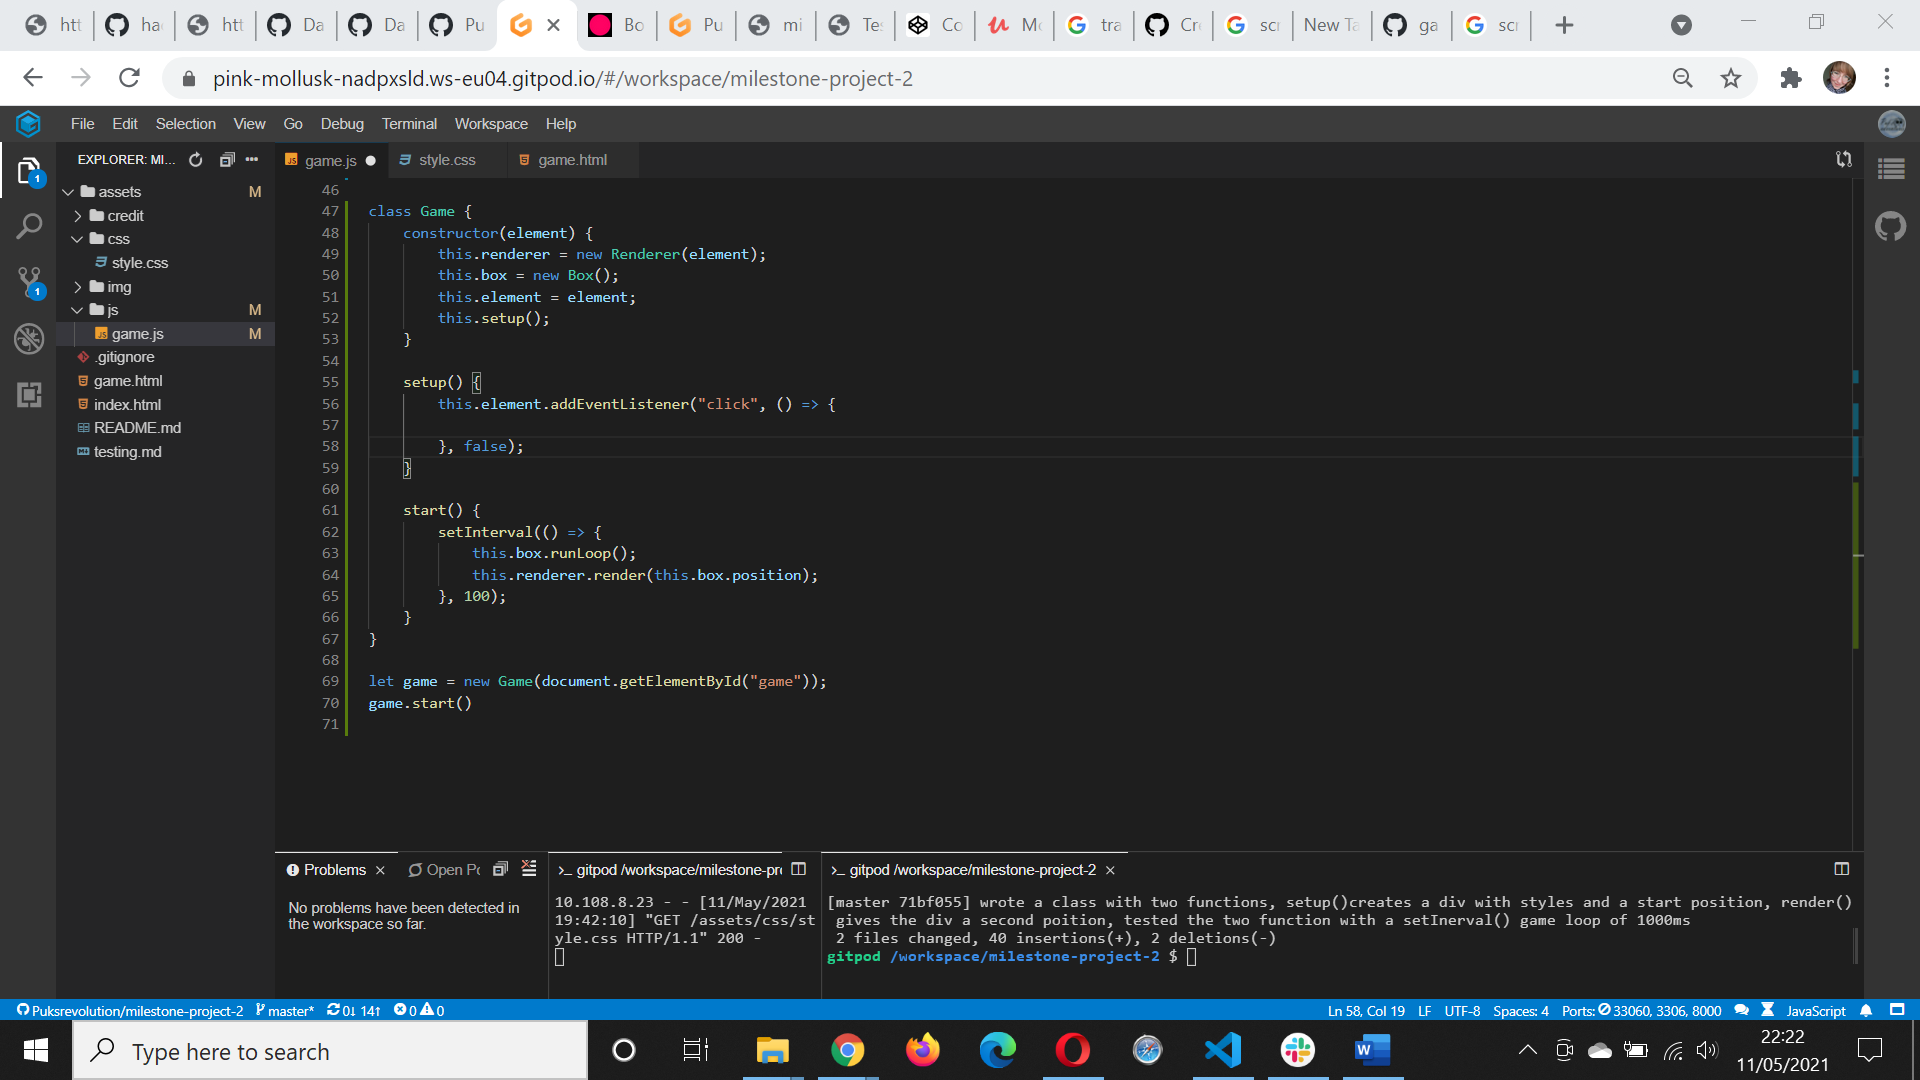 htt
ha
htt
Da
Da
Pu
Bo
Pu
mi
Te
Co
Mo
tra
Cr
scr
New Ta
ga
scr
pink-mollusk-nadpxsld.ws-eu04.gitpod.io/#/workspace/milestone-project-2
File Edit Selection View Go Debug Terminal Workspace Help
EXPLORER: MI...
game.js
style.css
game.html
assets M
credit
css
style.css
img
js M
game.js M
.gitignore
game.html
index.html
README.md
testing.md
1
1
46
47 class Game {
48 constructor(element) {
49 this.renderer = new Renderer(element);
50 this.box = new Box();
51 this.element = element;
52 this.setup();
53 }
54
55 setup() {
56 this.element.addEventListener("click", () => {
57
58 }, false);
59 }
60
61 start() {
62 setInterval(() => {
63 this.box.runLoop();
64 this.renderer.render(this.box.position);
65 }, 100);
66 }
67 }
68
69 let game = new Game(document.getElementById("game"));
70 game.start()
71
Problems
Open Po
>_ gitpod /workspace/milestone-pr
>_ gitpod /workspace/milestone-project-2
No problems have been detected in
the workspace so far.
10.108.8.23 - - [11/May/2021
19:42:10] "GET /assets/css/st
yle.css HTTP/1.1" 200 -
[master 71bf055] wrote a class with two functions, setup()creates a div with styles and a start position, render()
gives the div a second poition, tested the two function with a setInerval() game loop of 1000ms
2 files changed, 40 insertions(+), 2 deletions(-)
gitpod /workspace/milestone-project-2 $
Puksrevolution/milestone-project-2 master* 0↓ 14↑ 0 0
Ln 58, Col 19 LF UTF-8 Spaces: 4 Ports: 33060, 3306, 8000 JavaScript
Type here to search
22:22
11/05/2021